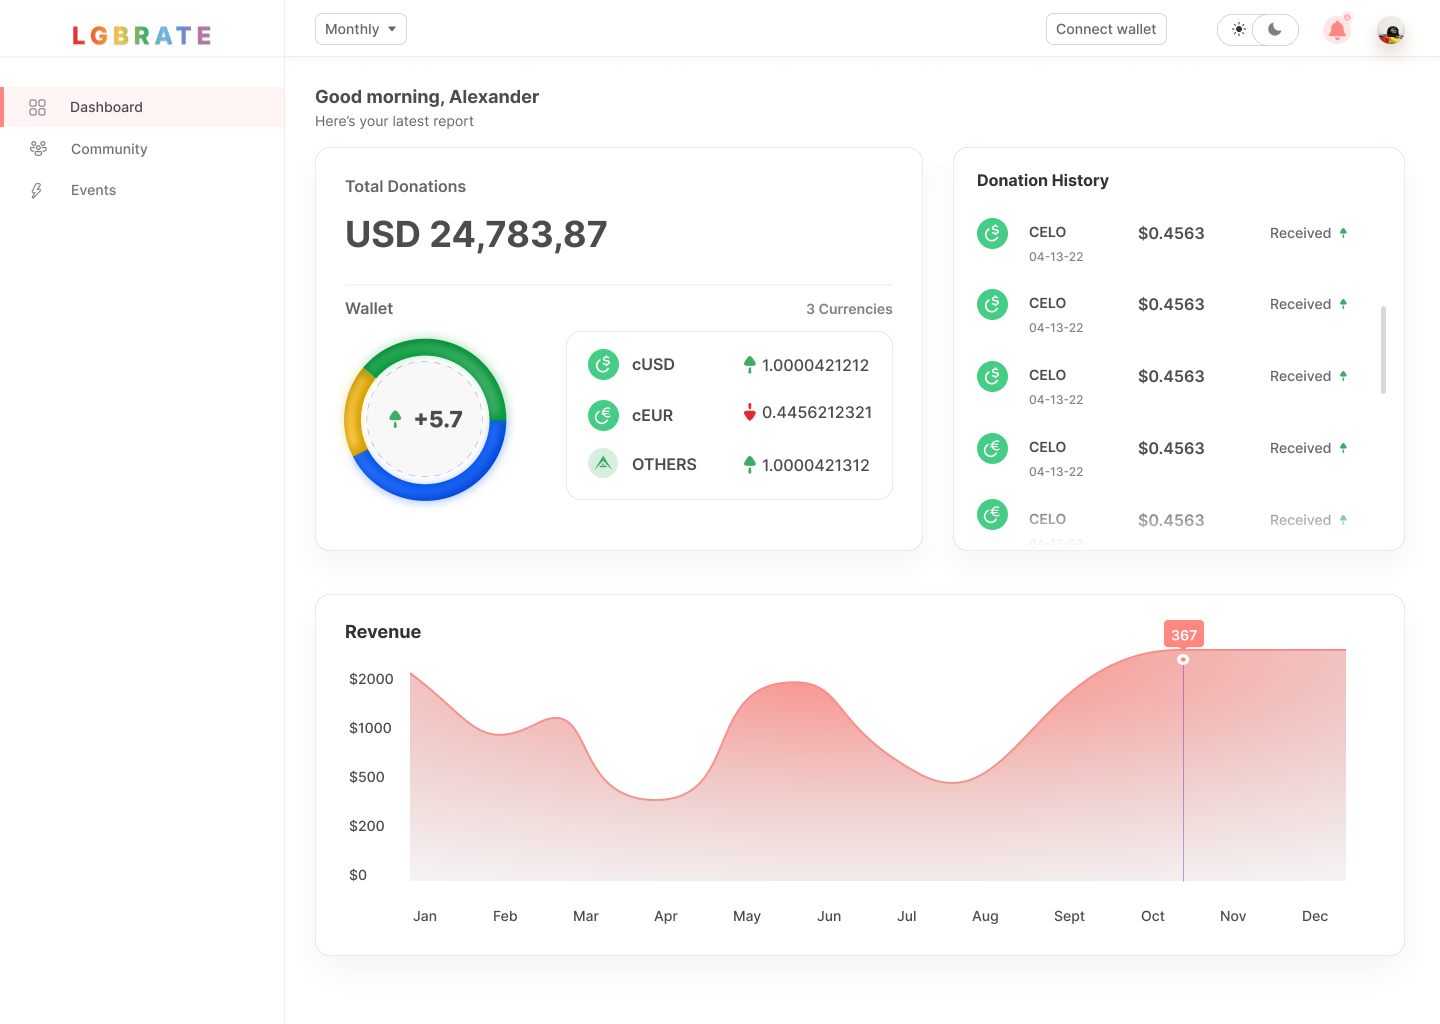 LGBRATE
Monthly
Connect wallet
Dashboard
Community
Events
Good morning, Alexander
Here's your latest report
Total Donations
USD 24,783,87
Wallet
3 Currencies
+5.7
cUSD 1.0000421212
cEUR 0.4456212321
OTHERS 1.0000421312
Donation History
CELO $0.4563 Received
04-13-22
CELO $0.4563 Received
04-13-22
CELO $0.4563 Received
04-13-22
CELO $0.4563 Received
04-13-22
CELO $0.4563 Received
04-13-22
Revenue
367
$2000
$1000
$500
$200
$0
Jan Feb Mar Apr May Jun Jul Aug Sept Oct Nov Dec